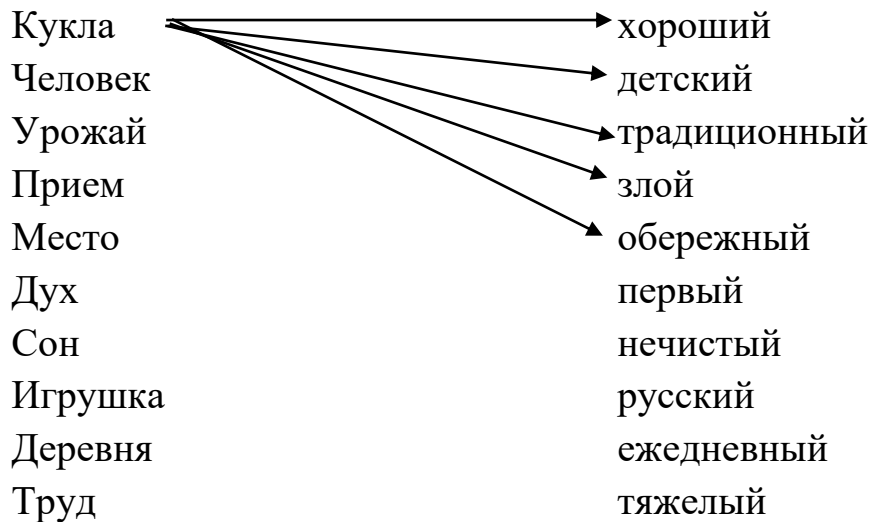 Кукла хороший
Человек детский
Урожай традиционный
Прием злой
Место обережный
Дух первый
Сон нечистый
Игрушка русский
Деревня ежедневный
Труд тяжелый